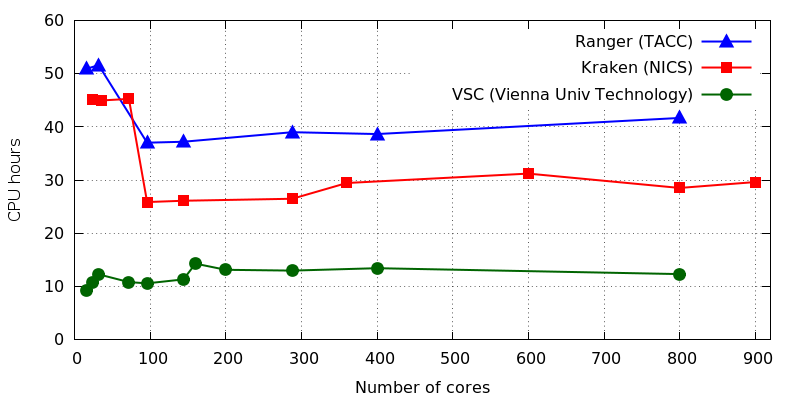 60
50
40
30
20
10
0
CPU hours
Ranger (TACC)
Kraken (NICS)
VSC (Vienna Univ Technology)
0 100 200 300 400 500 600 700 800 900
Number of cores